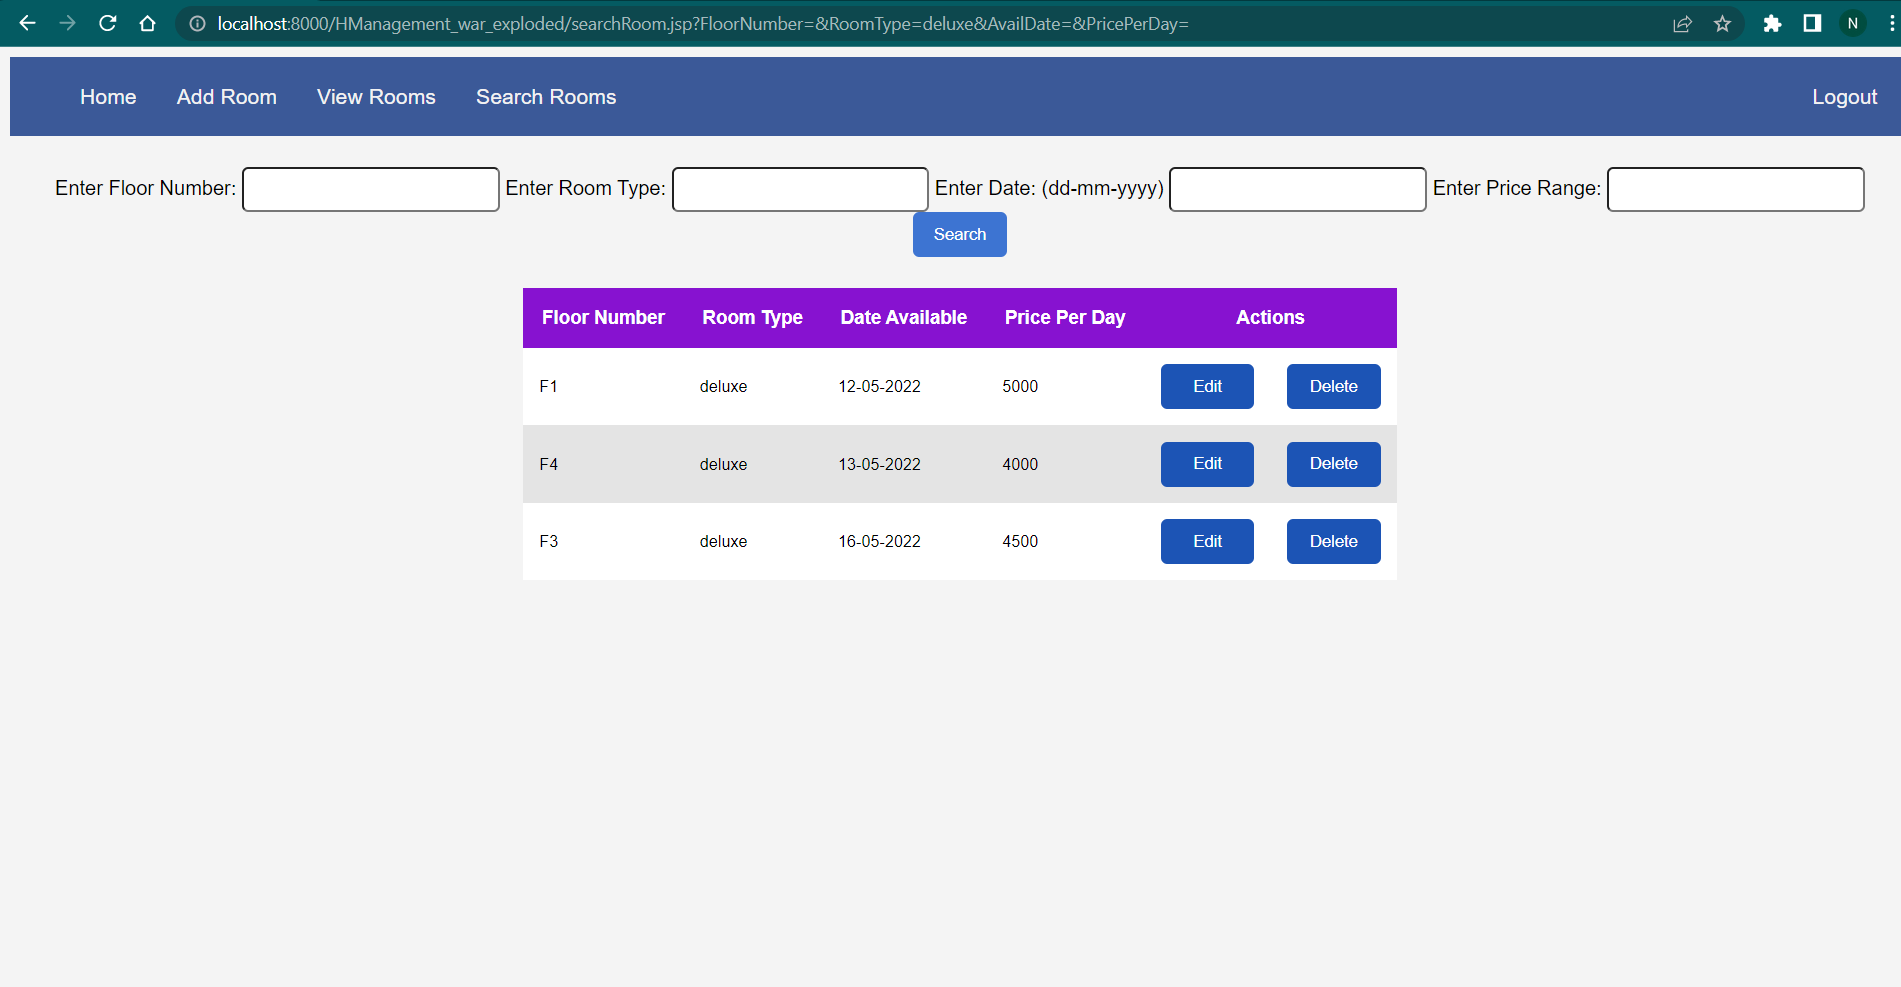 localhost:8000/HManagement_war_exploded/searchRoom.jsp?FloorNumber=&RoomType=deluxe&AvailDate=&PricePerDay= N
Home Add Room View Rooms Search Rooms Logout
Enter Floor Number: Enter Room Type: Enter Date: (dd-mm-yyyy) Enter Price Range:
Search
Floor Number Room Type Date Available Price Per Day Actions
F1 deluxe 12-05-2022 5000 Edit Delete
F4 deluxe 13-05-2022 4000 Edit Delete
F3 deluxe 16-05-2022 4500 Edit Delete